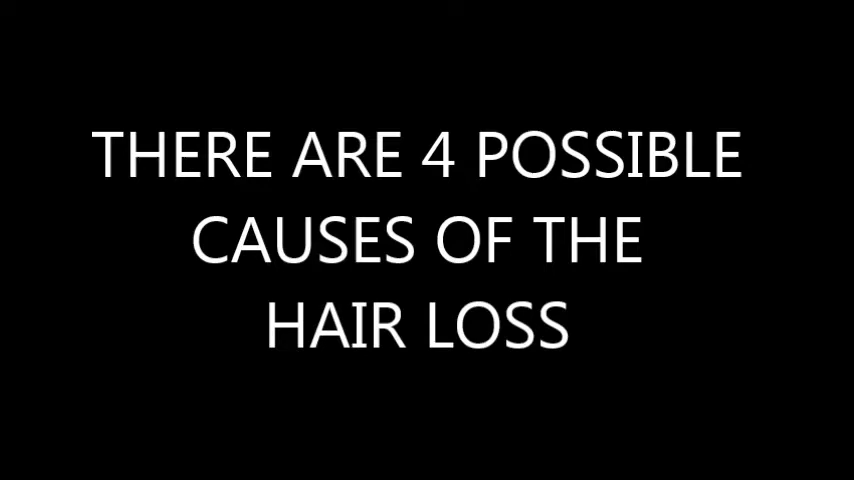 THERE ARE 4 POSSIBLE
CAUSES OF THE
HAIR LOSS